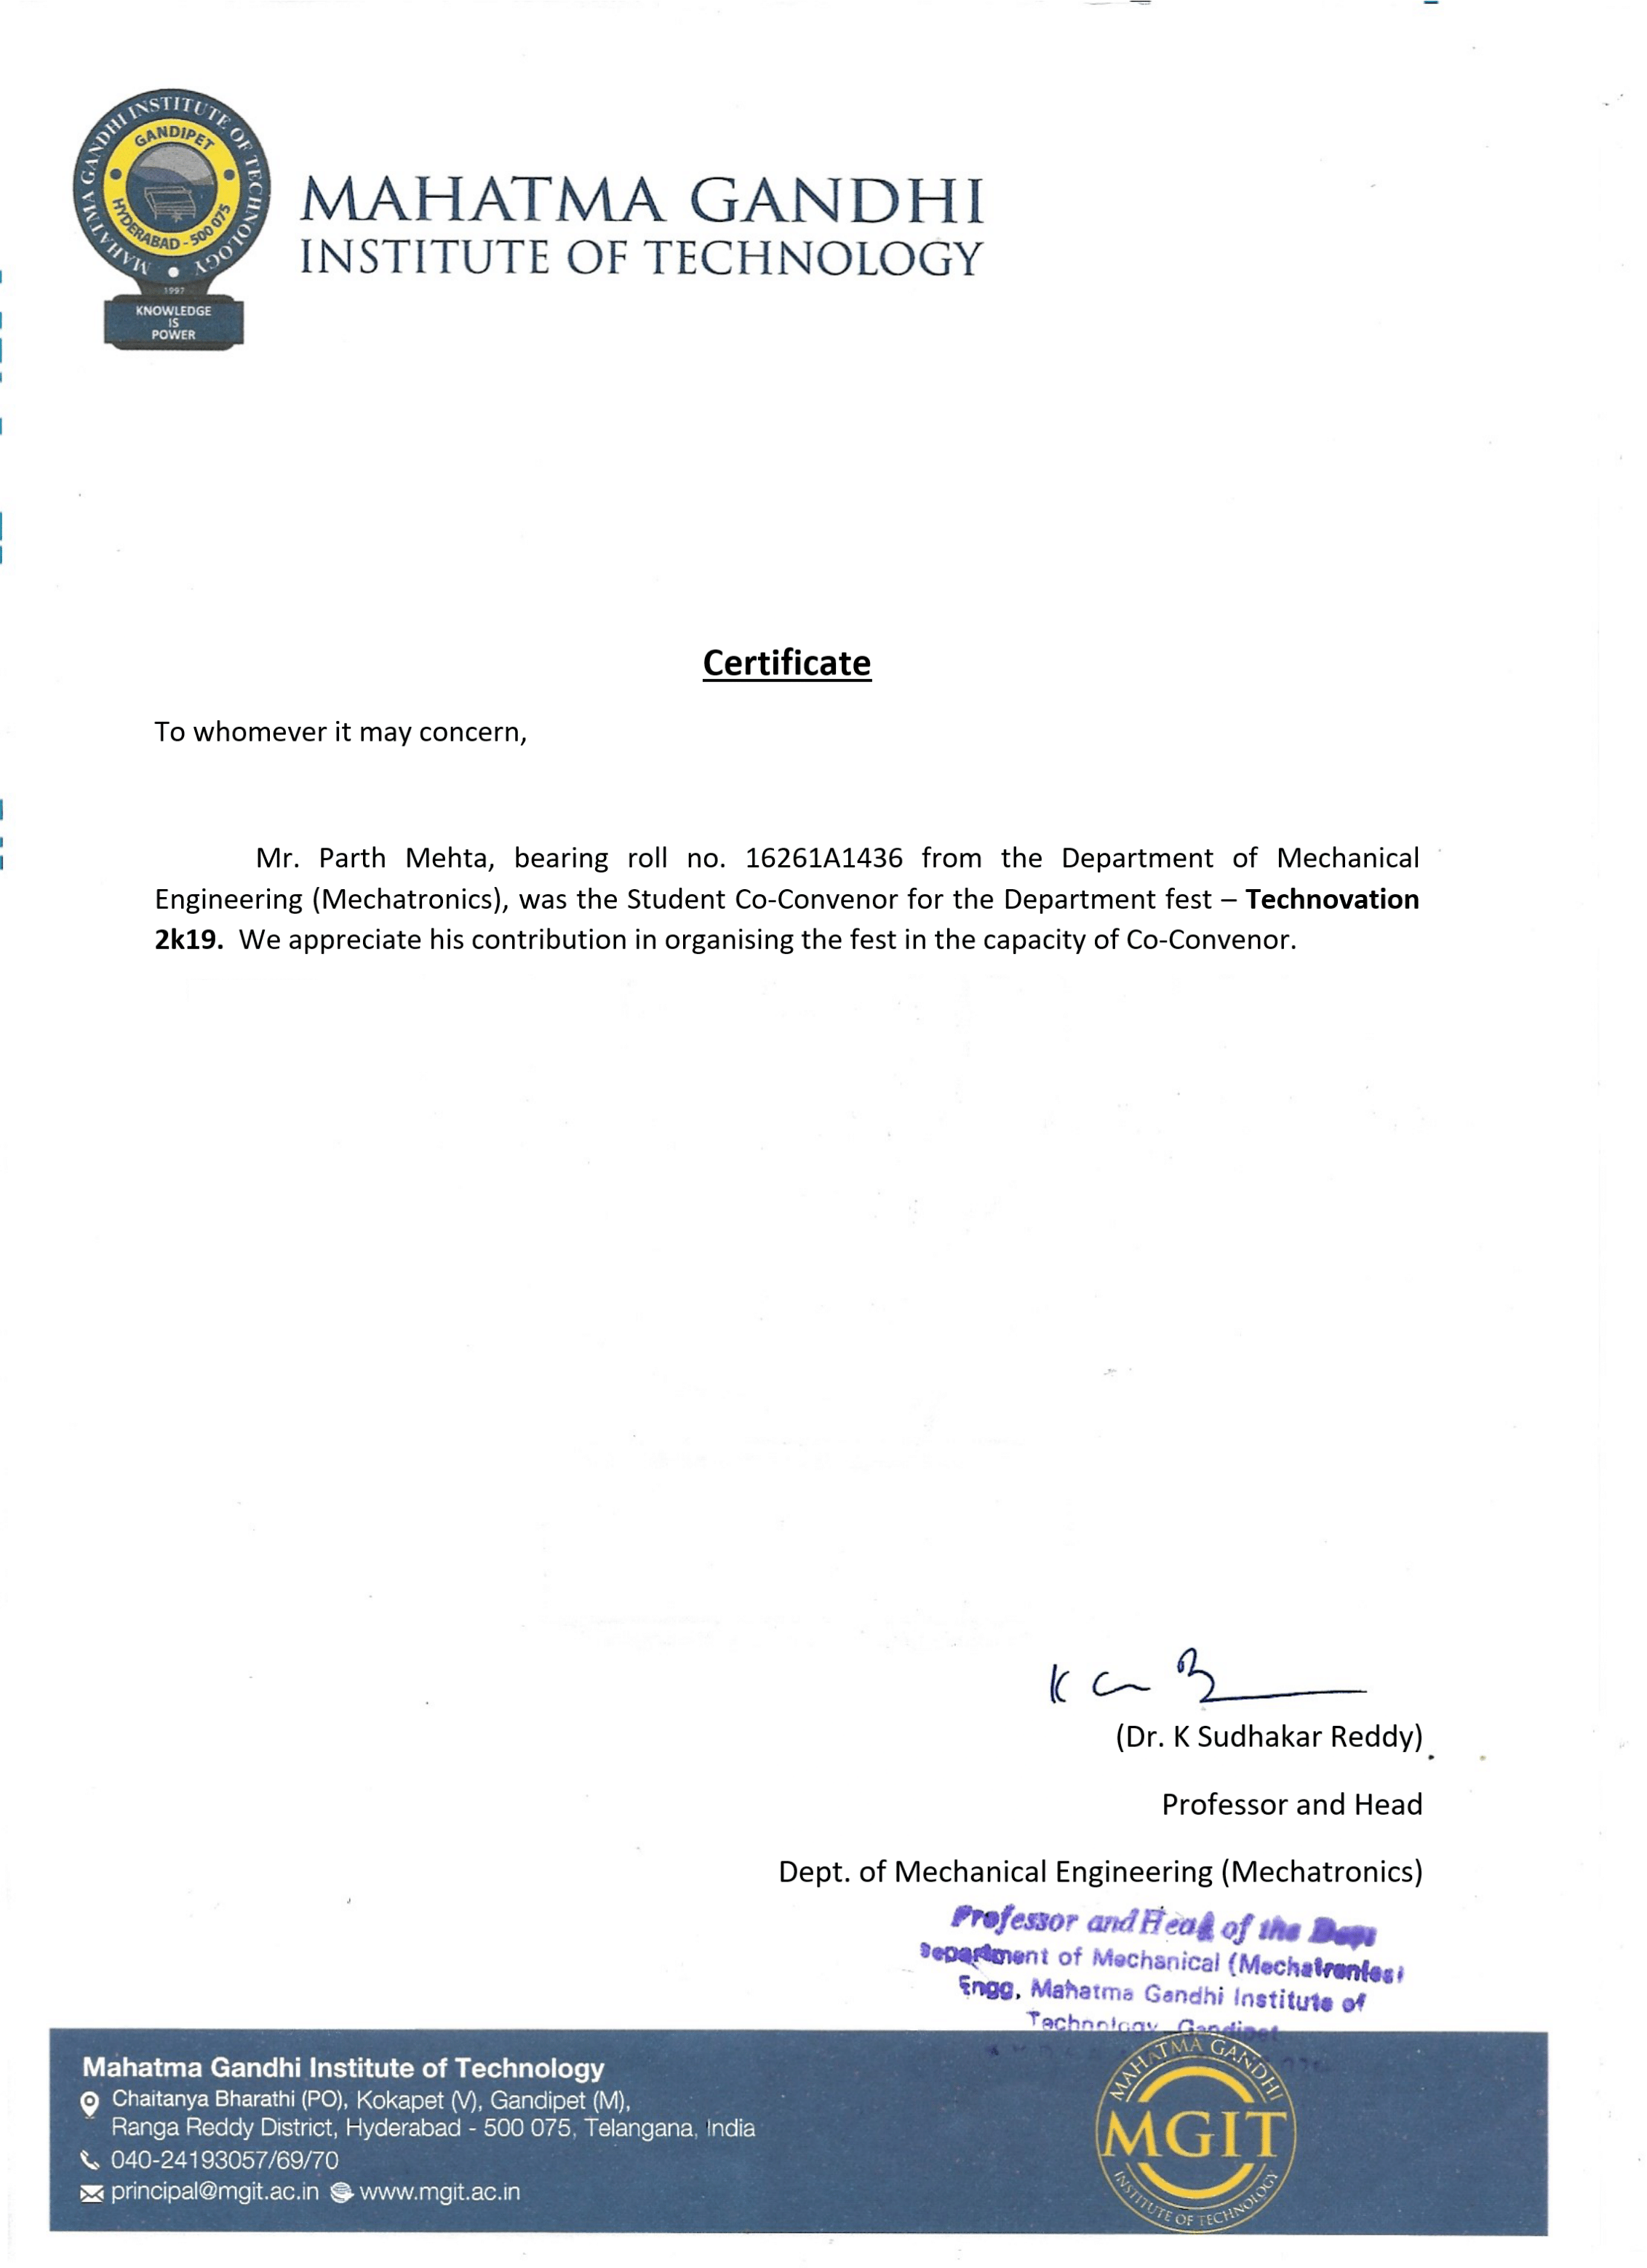 MAHATMA GANDHI INSTITUTE OF TECHNOLOGY
GANDIPET
HYDERABAD - 500 075
1997
KNOWLEDGE
IS
POWER
MAHATMA GANDHI
INSTITUTE OF TECHNOLOGY
Certificate
To whomever it may concern,
Mr. Parth Mehta, bearing roll no. 16261A1436 from the Department of Mechanical
Engineering (Mechatronics), was the Student Co-Convenor for the Department fest – Technovation
2k19. We appreciate his contribution in organising the fest in the capacity of Co-Convenor.
(Dr. K Sudhakar Reddy)
Professor and Head
Dept. of Mechanical Engineering (Mechatronics)
Professor and Head of the
Department of Mechanical (Mechatronics)
Engg, Mahatma Gandhi Institute of
Technology Gandipet
Mahatma Gandhi Institute of Technology
Chaitanya Bharathi (PO), Kokapet (V), Gandipet (M),
Ranga Reddy District, Hyderabad - 500 075, Telangana, India
040-24193057/69/70
principal@mgit.ac.in www.mgit.ac.in
MAHATMA GANDHI
MGIT
INSTITUTE OF TECHNOLOGY